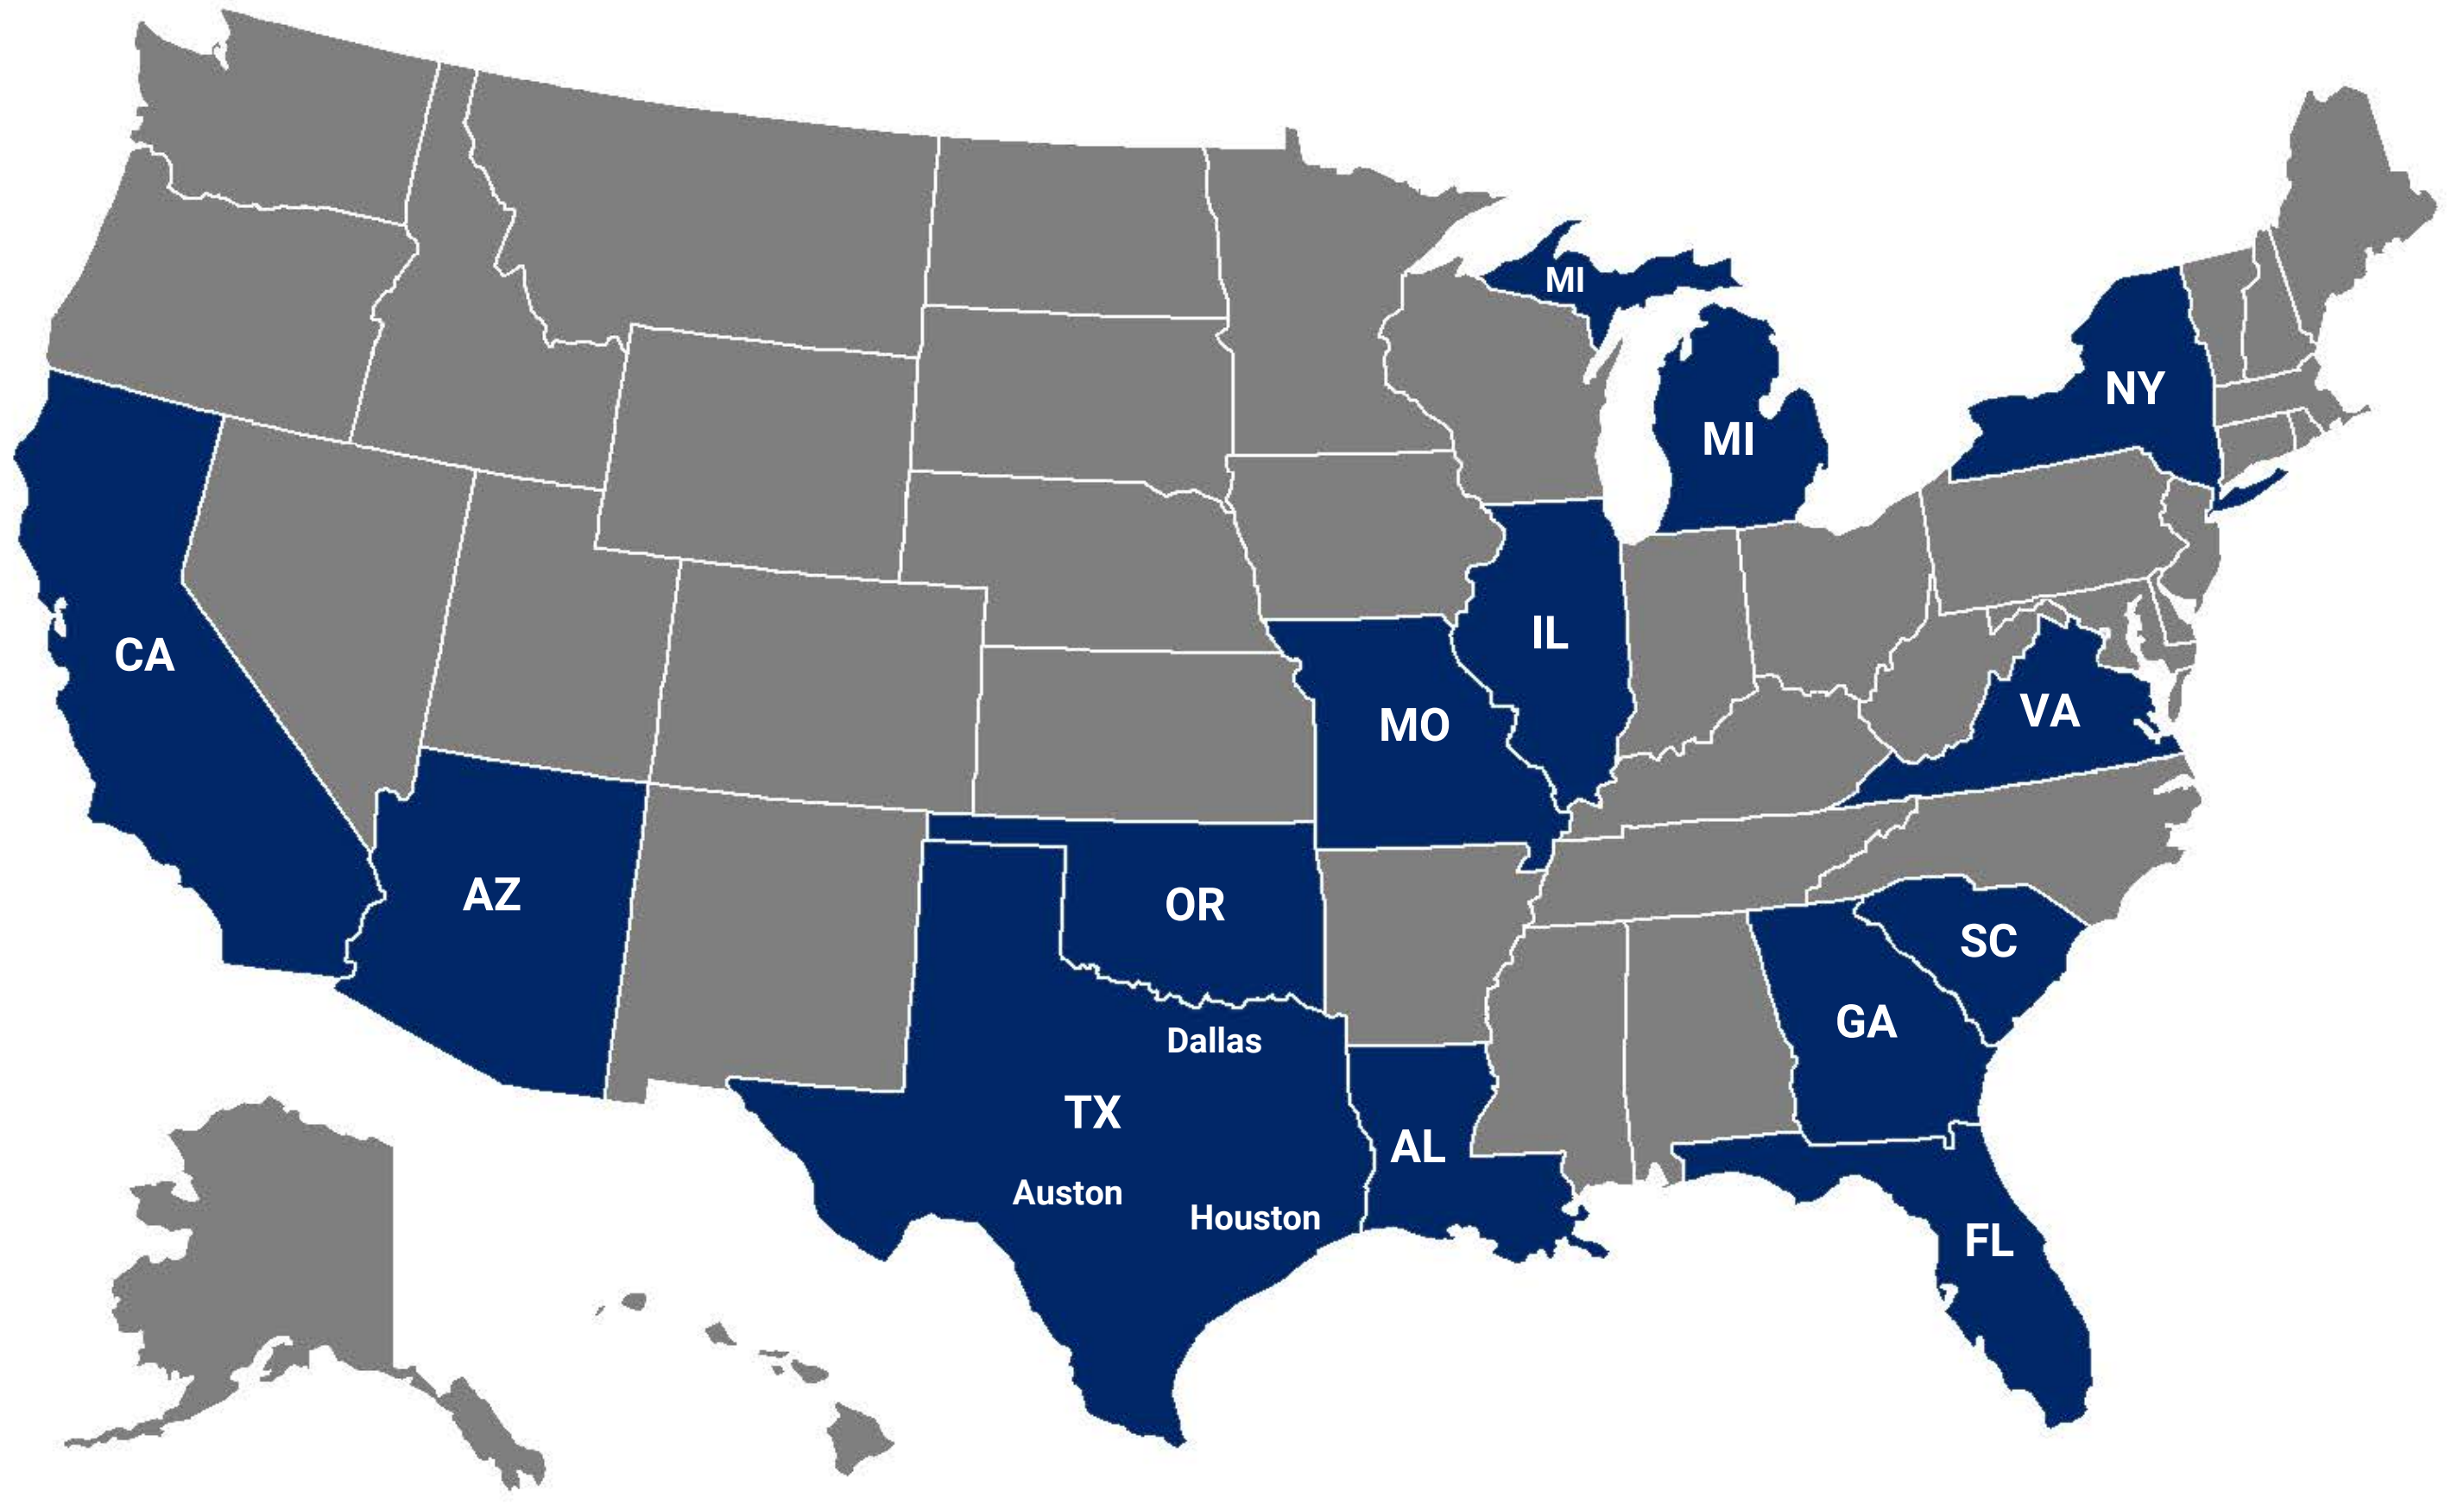 MI
NY
MI
IL
CA
VA
MO
AZ
OR
SC
GA
Dallas
TX
AL
Auston
Houston
FL